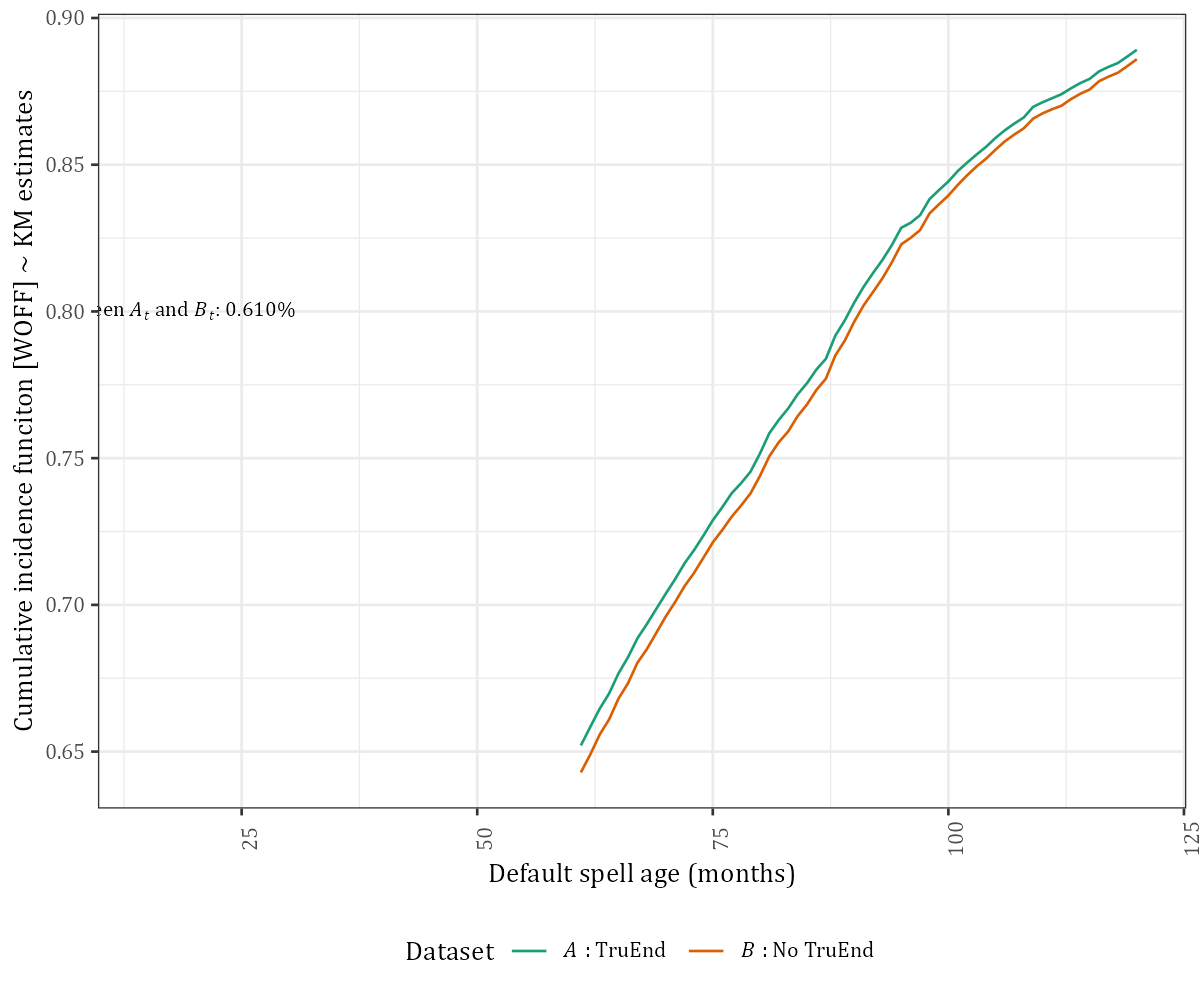 0.90
0.85
0.80
0.75
0.70
0.65
Cumulative incidence funciton [WOFF] ~ KM estimates
A_t and B_t: 0.610%
25
50
75
100
125
Default spell age (months)
Dataset A : TruEnd B : No TruEnd